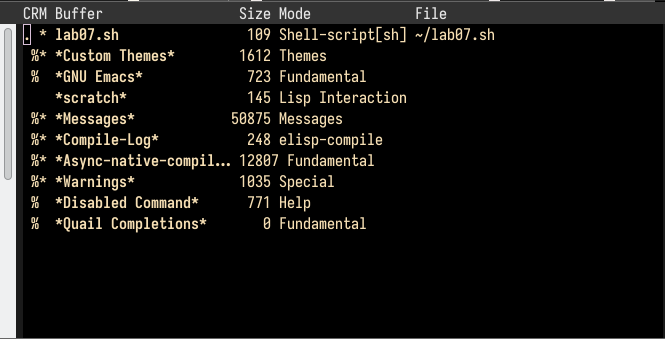 CRM Buffer Size Mode File
. * lab07.sh 109 Shell-script[sh] ~/lab07.sh
%* *Custom Themes* 1612 Themes
% *GNU Emacs* 723 Fundamental
*scratch* 145 Lisp Interaction
%* *Messages* 50875 Messages
%* *Compile-Log* 248 elisp-compile
%* *Async-native-compil... 12807 Fundamental
%* *Warnings* 1035 Special
% *Disabled Command* 771 Help
% *Quail Completions* 0 Fundamental